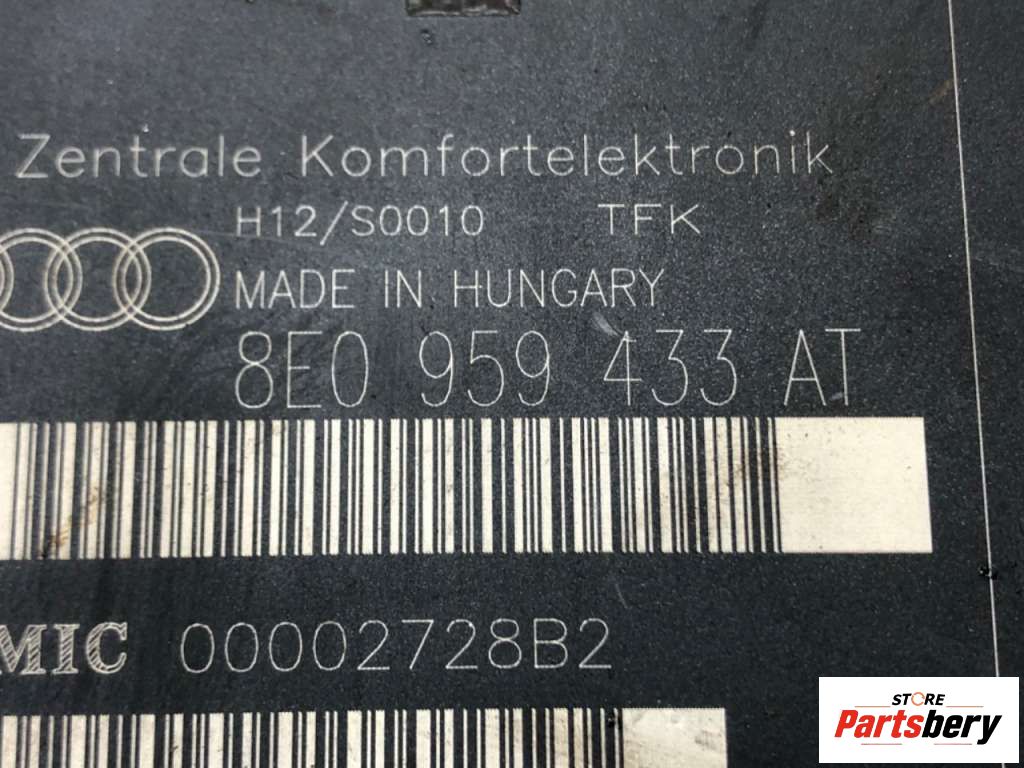 Zentrale Komfortelektronik
H12/S0010 TFK
MADE IN HUNGARY
8E0 959 433 AT
MIC 00002728B2
STORE
Partsbery